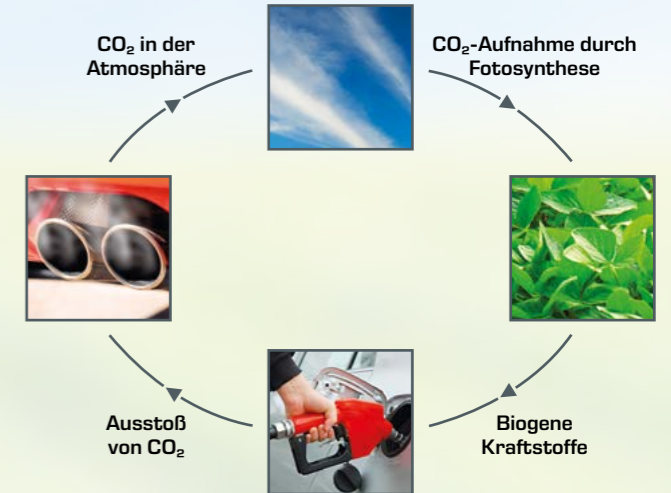 CO₂ in der
Atmosphäre
CO₂-Aufnahme durch
Fotosynthese
Ausstoß
von CO₂
Biogene
Kraftstoffe